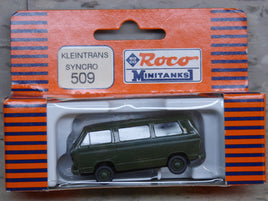 KLEINTRANS
SYNCRO
509
Roco
MINITANKS